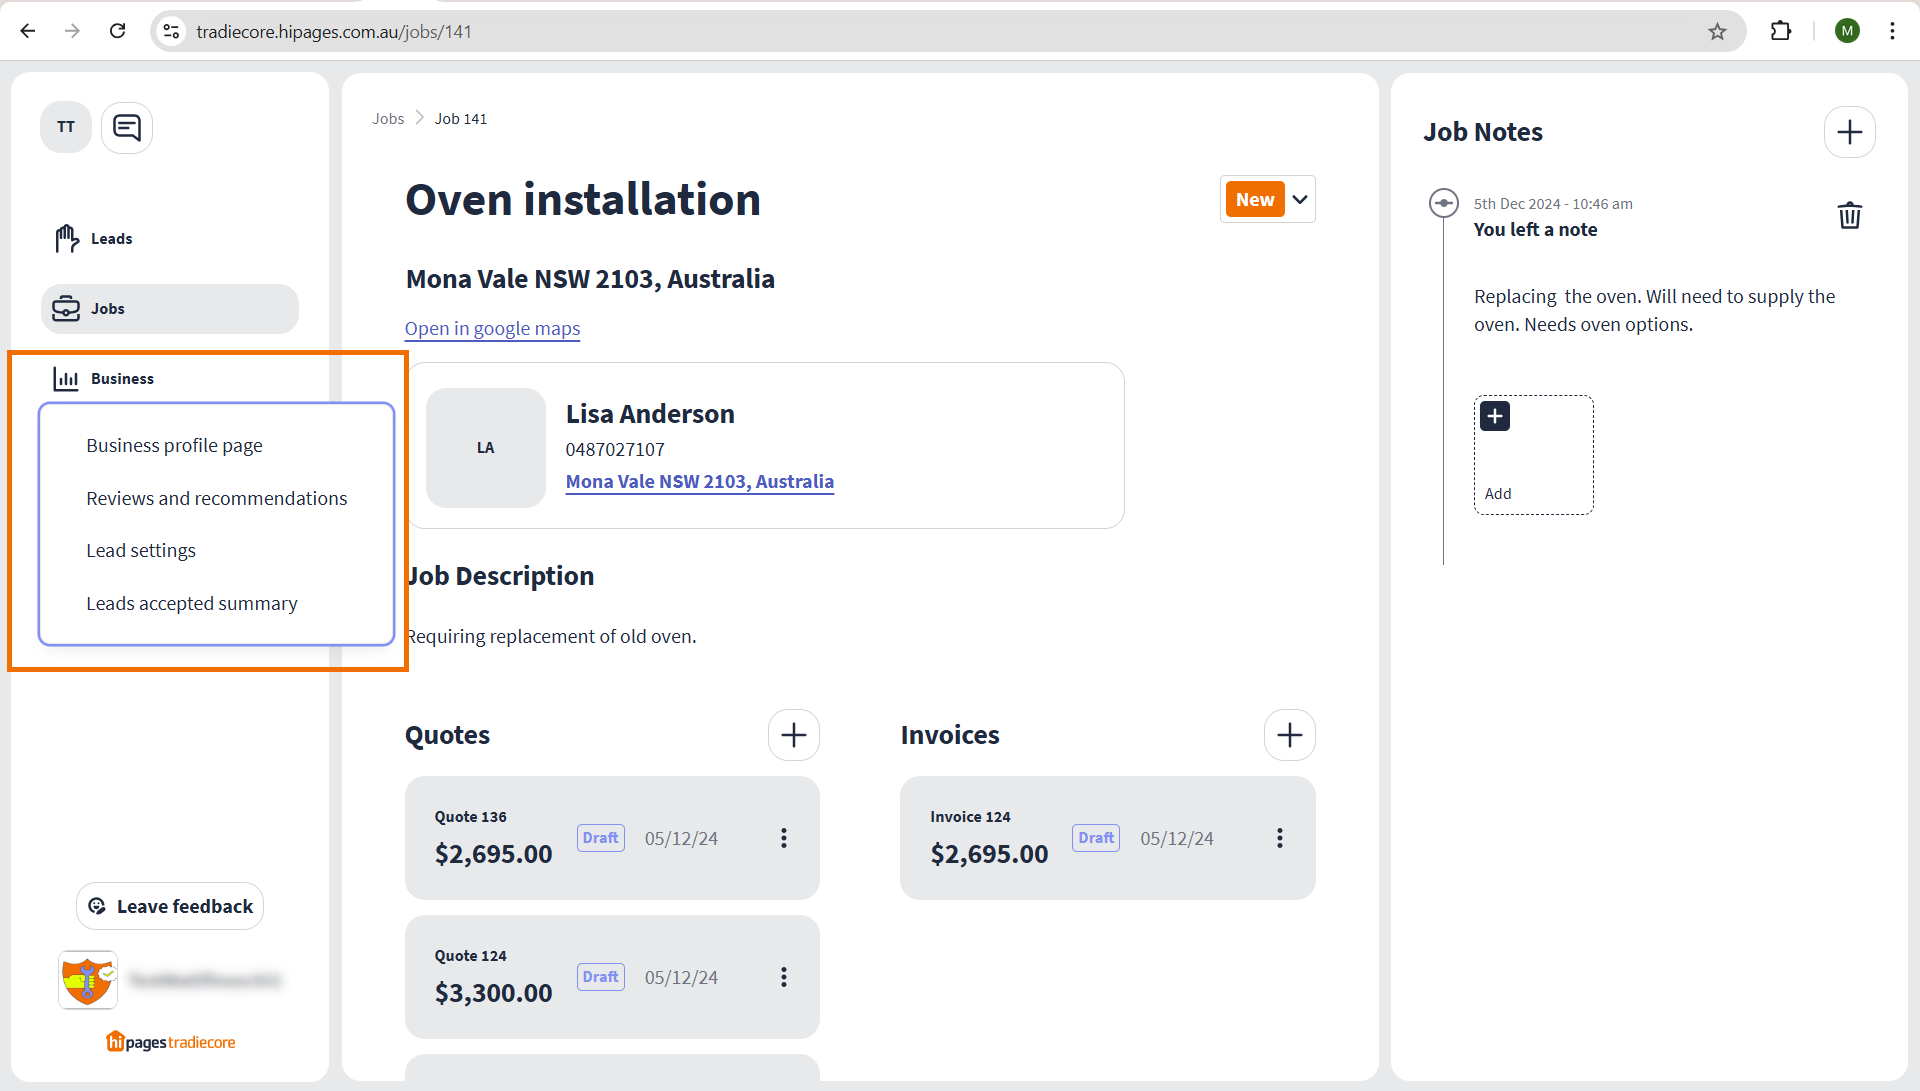 tradiecore.hipages.com.au/jobs/141
M
TT
Leads
Jobs
Business
Business profile page
Reviews and recommendations
Lead settings
Leads accepted summary
Leave feedback
hipages tradiecore
Jobs
Job 141
Oven installation
New
Mona Vale NSW 2103, Australia
Open in google maps
LA
Lisa Anderson
0487027107
Mona Vale NSW 2103, Australia
Job Description
Requiring replacement of old oven.
Quotes
Quote 136
$2,695.00
Draft
05/12/24
Quote 124
$3,300.00
Draft
05/12/24
Invoices
Invoice 124
$2,695.00
Draft
05/12/24
Job Notes
5th Dec 2024 - 10:46 am
You left a note
Replacing  the oven. Will need to supply the
oven. Needs oven options.
Add